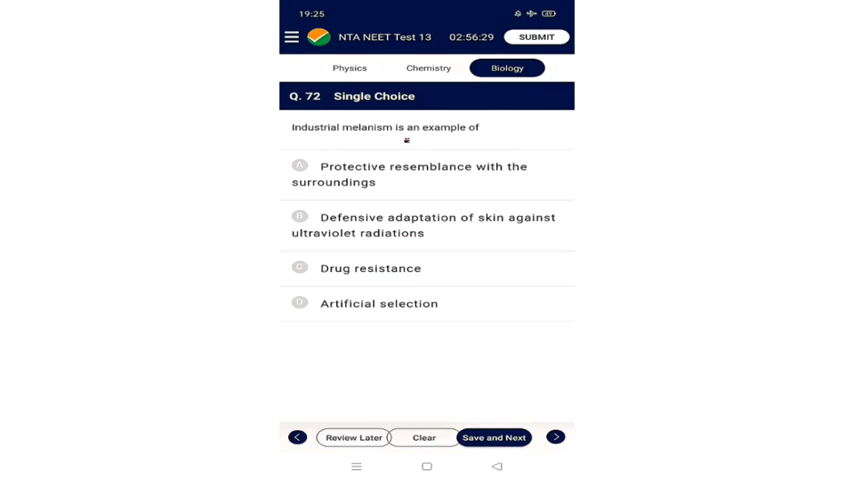 19:25
NTA NEET Test 13 02:56:29 SUBMIT
Physics Chemistry Biology
Q. 72 Single Choice
Industrial melanism is an example of
A Protective resemblance with the
surroundings
B Defensive adaptation of skin against
ultraviolet radiations
C Drug resistance
D Artificial selection
Review Later Clear Save and Next